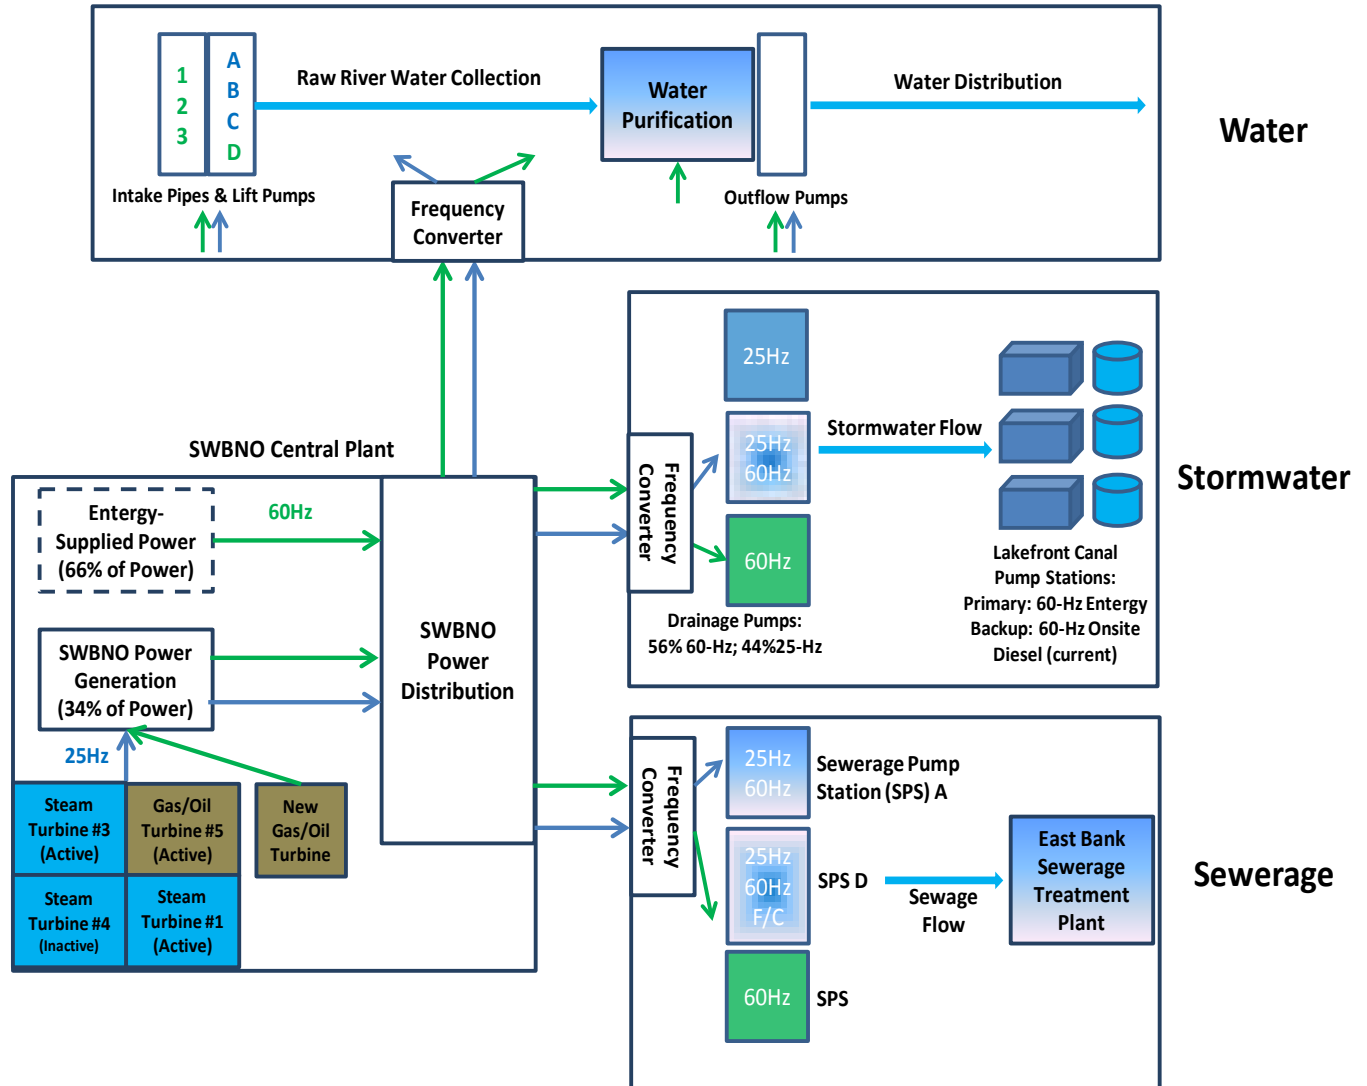 1
2
3
A
B
C
D
Raw River Water Collection
Water
Purification
Water Distribution
Water
Intake Pipes & Lift Pumps
Frequency
Converter
Outflow Pumps
25Hz
25Hz
60Hz
60Hz
Frequency
Converter
Stormwater Flow
Stormwater
Drainage Pumps:
56% 60-Hz; 44%25-Hz
Lakefront Canal
Pump Stations:
Primary: 60-Hz Entergy
Backup: 60-Hz Onsite
Diesel (current)
SWBNO Central Plant
Entergy-
Supplied Power
(66% of Power)
60Hz
SWBNO Power
Generation
(34% of Power)
SWBNO
Power
Distribution
25Hz
Steam
Turbine #3
(Active)
Gas/Oil
Turbine #5
(Active)
New
Gas/Oil
Turbine
Steam
Turbine #4
(Inactive)
Steam
Turbine #1
(Active)
Frequency
Converter
25Hz
60Hz
Sewerage Pump
Station (SPS) A
25Hz
60Hz
F/C
SPS D
Sewage
Flow
East Bank
Sewerage
Treatment
Plant
Sewerage
60Hz
SPS